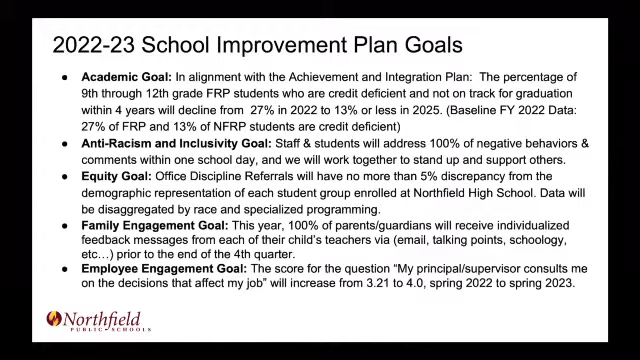 2022-23 School Improvement Plan Goals
● Academic Goal: In alignment with the Achievement and Integration Plan: The percentage of
9th through 12th grade FRP students who are credit deficient and not on track for graduation
within 4 years will decline from 27% in 2022 to 13% or less in 2025. (Baseline FY 2022 Data:
27% of FRP and 13% of NFRP students are credit deficient)
● Anti-Racism and Inclusivity Goal: Staff & students will address 100% of negative behaviors &
comments within one school day, and we will work together to stand up and support others.
● Equity Goal: Office Discipline Referrals will have no more than 5% discrepancy from the
demographic representation of each student group enrolled at Northfield High School. Data will
be disaggregated by race and specialized programming.
● Family Engagement Goal: This year, 100% of parents/guardians will receive individualized
feedback messages from each of their child's teachers via (email, talking points, schoology,
etc…) prior to the end of the 4th quarter.
● Employee Engagement Goal: The score for the question “My principal/supervisor consults me
on the decisions that affect my job” will increase from 3.21 to 4.0, spring 2022 to spring 2023.
Northfield
PUBLIC SCHOOLS